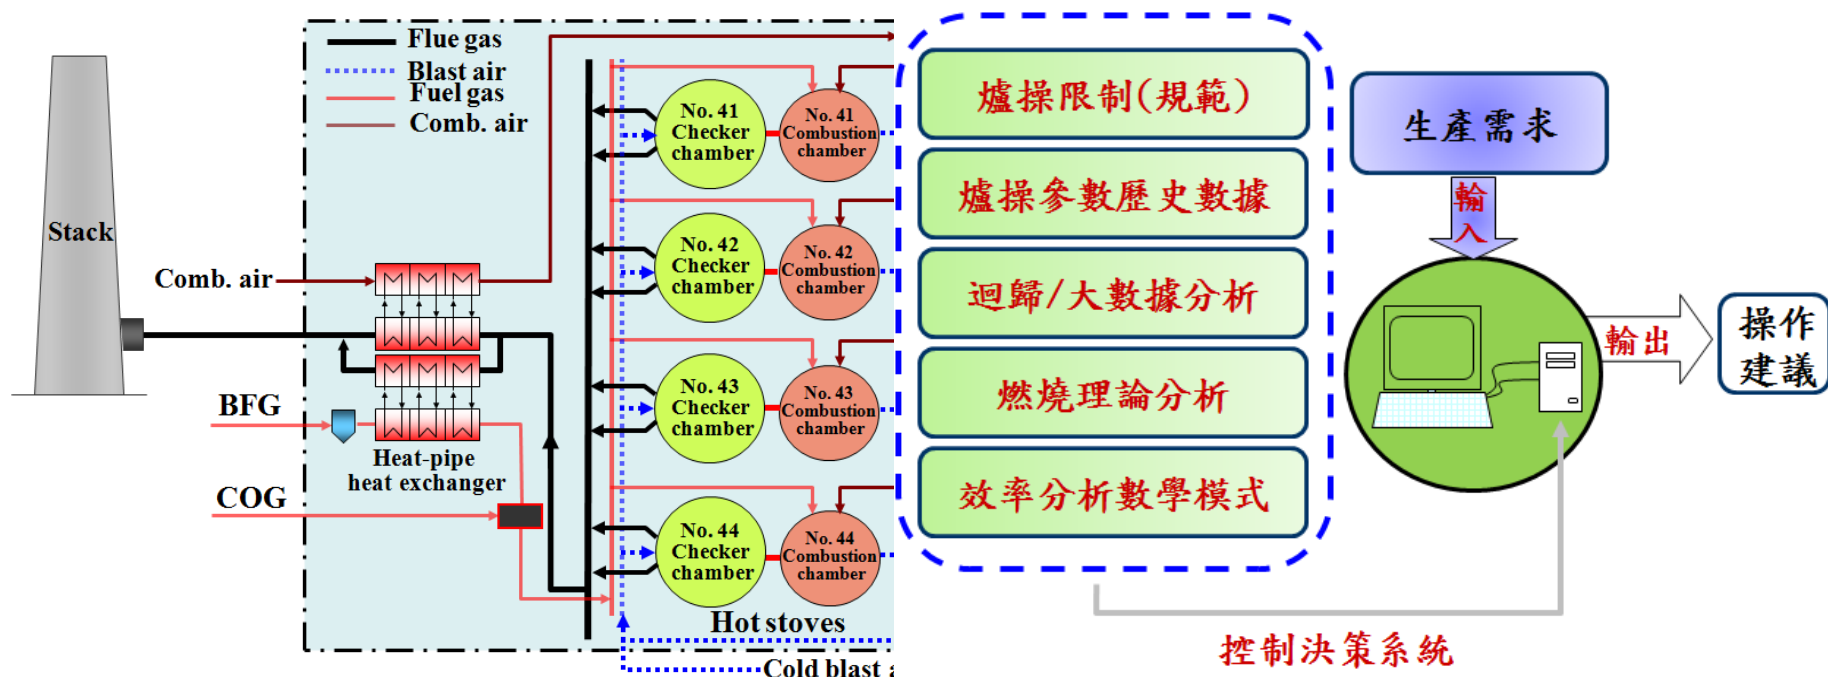 Flue gas
Blast air
Fuel gas
Comb. air
Stack
Comb. air
BFG
COG
Heat-pipe
heat exchanger
No. 41
Checker
chamber
No. 41
Combustion
chamber
No. 42
Checker
chamber
No. 42
Combustion
chamber
No. 43
Checker
chamber
No. 43
Combustion
chamber
No. 44
Checker
chamber
No. 44
Combustion
chamber
Hot stoves
Cold blast a
爐操限制(規範)
爐操參數歷史數據
迴歸/大數據分析
燃燒理論分析
效率分析數學模式
生產需求
輸
入
輸出
操作
建議
控制決策系統